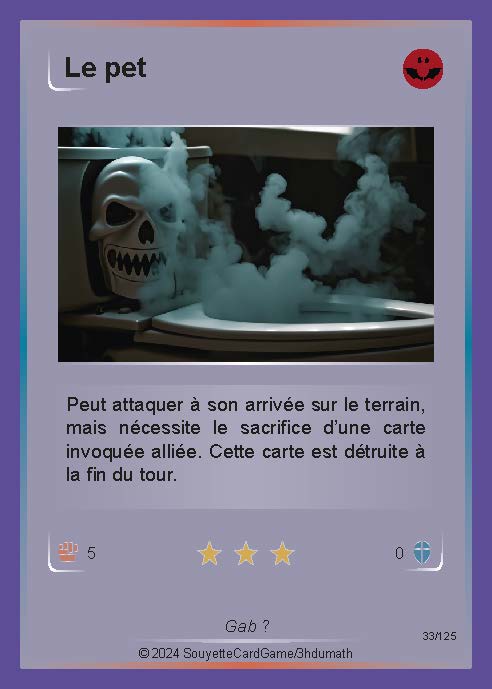 Le pet
Peut attaquer à son arrivée sur le terrain,
mais nécessite le sacrifice d'une carte
invoquée alliée. Cette carte est détruite à
la fin du tour.
5
0
Gab ?
33/125
© 2024 SouyetteCardGame/3hdumath